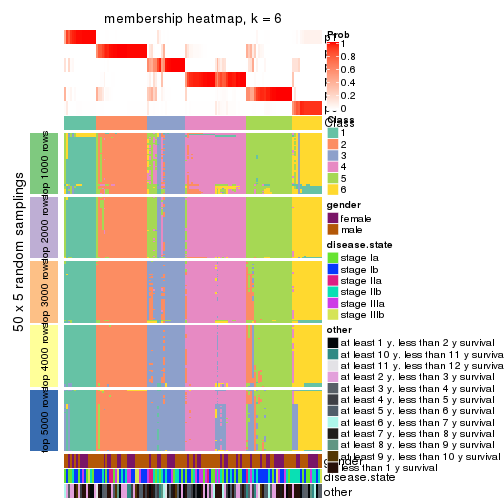 membership heatmap, k = 6
Prob
1
0.8
0.6
0.4
0.2
0
Class
Class
1
2
3
4
5
6
gender
female
male
disease.state
stage Ia
stage Ib
stage IIa
stage IIb
stage IIIa
stage IIIb
other
at least 1 y. less than 2 y survival
at least 10 y. less than 11 y surviva
at least 11 y. less than 12 y surviva
at least 2 y. less than 3 y survival
at least 3 y. less than 4 y survival
at least 4 y. less than 5 y survival
at least 5 y. less than 6 y survival
at least 6 y. less than 7 y survival
at least 7 y. less than 8 y survival
at least 8 y. less than 9 y survival
at least 9 y. less than 10 y survival
less than 1 y survival
50 x 5 random samplings
top 1000 rows
top 2000 rows
top 3000 rows
top 4000 rows
top 5000 rows
gender
disease.state
other